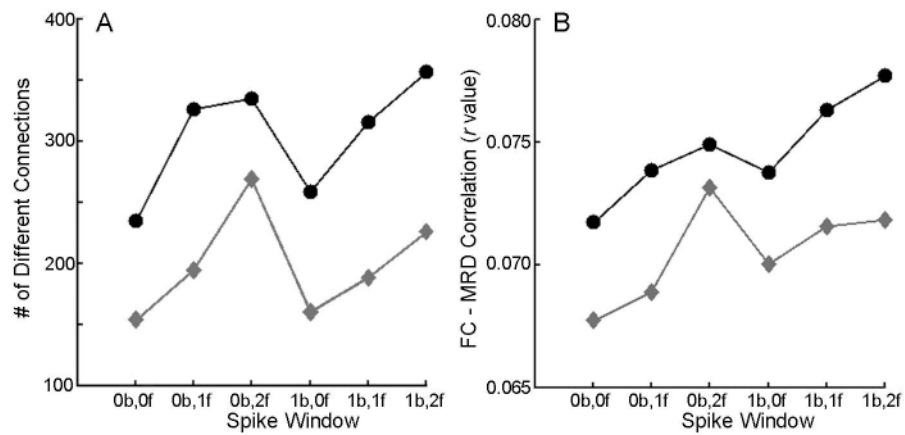 A
400
300
200
100
# of Different Connections
0b,0f 0b,1f 0b,2f 1b,0f 1b,1f 1b,2f
Spike Window
B
0.080
0.075
0.070
0.065
FC - MRD Correlation (r value)
0b,0f 0b,1f 0b,2f 1b,0f 1b,1f 1b,2f
Spike Window